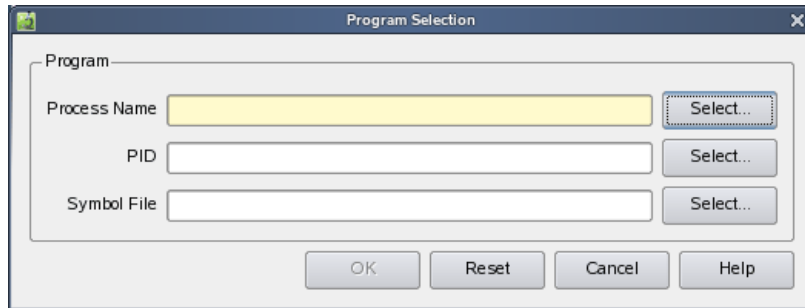 Program Selection
Program
Process Name Select...
PID Select...
Symbol File Select...
OK Reset Cancel Help